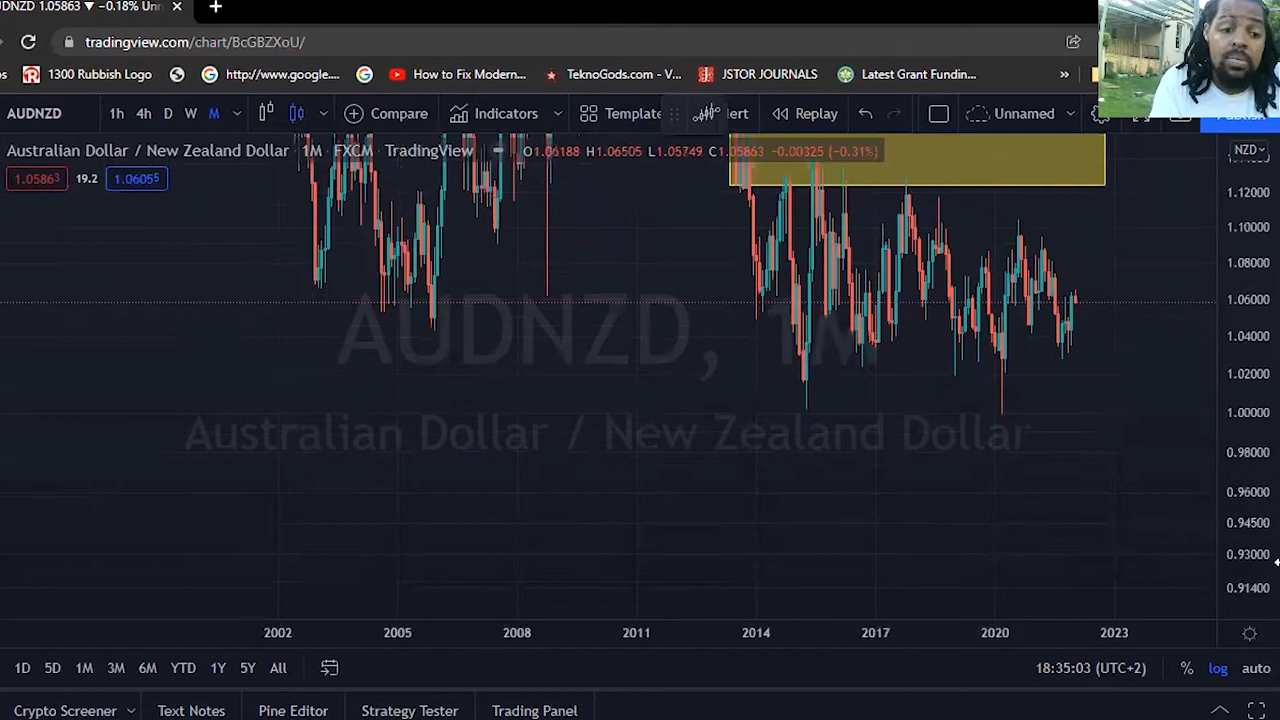 UDNZD 1.05863 ▼ −0.18% Unn × +
tradingview.com/chart/BcGBZXoU/
os 1300 Rubbish Logo http://www.google.... How to Fix Modern... TeknoGods.com - V... JSTOR JOURNALS Latest Grant Fundin... »
AUDNZD 1h 4h D W M Compare Indicators Template lert Replay Unnamed Publish
Australian Dollar / New Zealand Dollar 1M FXCM TradingView O1.06188 H1.06505 L1.05749 C1.05863 −0.00325 (−0.31%) NZD
1.05863 19.2 1.06055
1.12000
1.10000
1.08000
1.06000
AUDNZD, 1M
1.04000
1.02000
1.00000
Australian Dollar / New Zealand Dollar
0.98000
0.96000
0.94500
0.93000
0.91400
2002 2005 2008 2011 2014 2017 2020 2023
1D 5D 1M 3M 6M YTD 1Y 5Y All 18:35:03 (UTC+2) % log auto
Crypto Screener Text Notes Pine Editor Strategy Tester Trading Panel